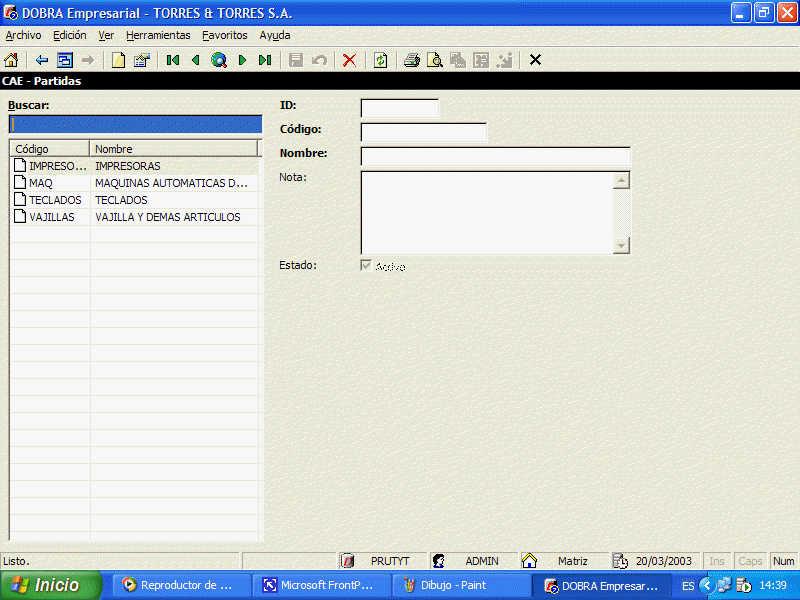 DOBRA Empresarial - TORRES & TORRES S.A.
Archivo Edición Ver Herramientas Favoritos Ayuda
CAE - Partidas
Buscar:
Código Nombre
IMPRESO... IMPRESORAS
MAQ MAQUINAS AUTOMATICAS D...
TECLADOS TECLADOS
VAJILLAS VAJILLA Y DEMAS ARTICULOS
ID:
Código:
Nombre:
Nota:
Estado: Activo
Listo. PRUTYT ADMIN Matriz 20/03/2003 Ins Caps Num
Inicio Reproductor de ... Microsoft FrontP... Dibujo - Paint DOBRA Empresar... ES 14:39